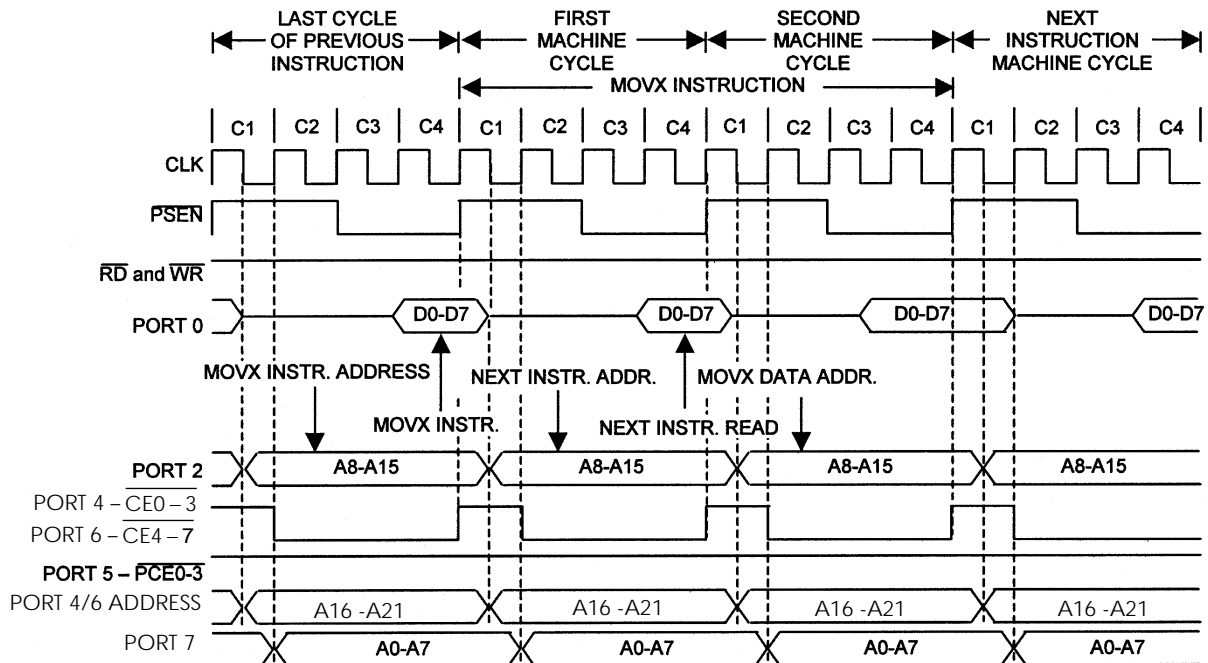 LAST CYCLE
OF PREVIOUS
INSTRUCTION
FIRST
MACHINE
CYCLE
SECOND
MACHINE
CYCLE
NEXT
INSTRUCTION
MACHINE CYCLE
MOVX INSTRUCTION
C1 C2 C3 C4 C1 C2 C3 C4 C1 C2 C3 C4 C1 C2 C3 C4
CLK
PSEN
RD and WR
PORT 0 D0-D7 D0-D7 D0-D7 D0-D7
MOVX INSTR. ADDRESS NEXT INSTR. ADDR. MOVX DATA ADDR.
MOVX INSTR. NEXT INSTR. READ
PORT 2 A8-A15 A8-A15 A8-A15 A8-A15
PORT 4 – CE0 – 3
PORT 6 – CE4 – 7
PORT 5 – PCE0-3
PORT 4/6 ADDRESS A16 -A21 A16 -A21 A16 -A21 A16 -A21
PORT 7 A0-A7 A0-A7 A0-A7 A0-A7